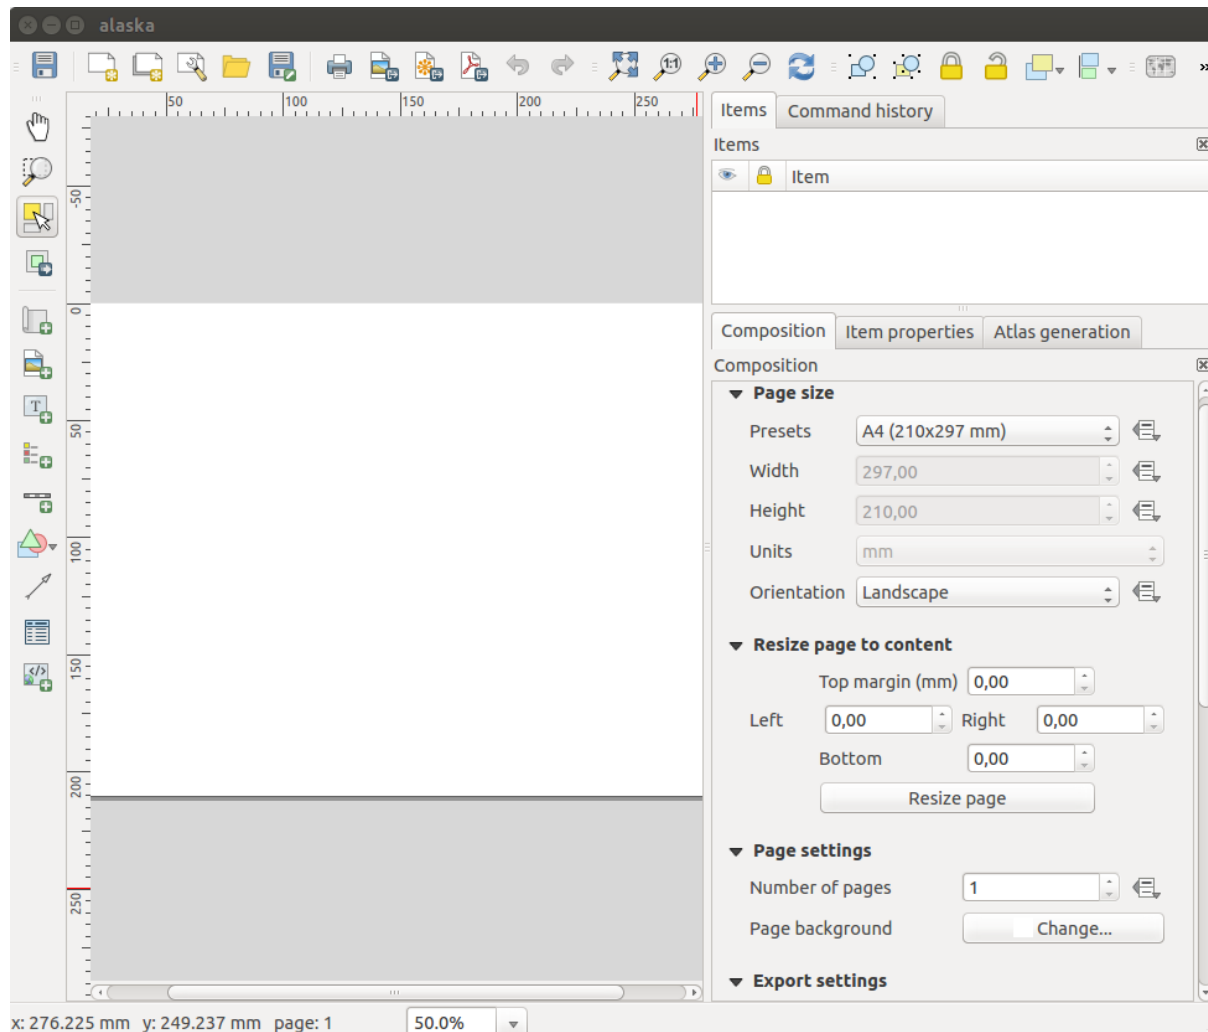 alaska
1:1
50 100 150 200 250
Items Command history
Items
Item
-50
0
50
100
150
200
250
T
</>
Composition Item properties Atlas generation
Composition
Page size
Presets A4 (210x297 mm)
Width 297,00
Height 210,00
Units mm
Orientation Landscape
Resize page to content
Top margin (mm) 0,00
Left 0,00 Right 0,00
Bottom 0,00
Resize page
Page settings
Number of pages 1
Page background Change...
Export settings
x: 276.225 mm y: 249.237 mm page: 1 50.0%